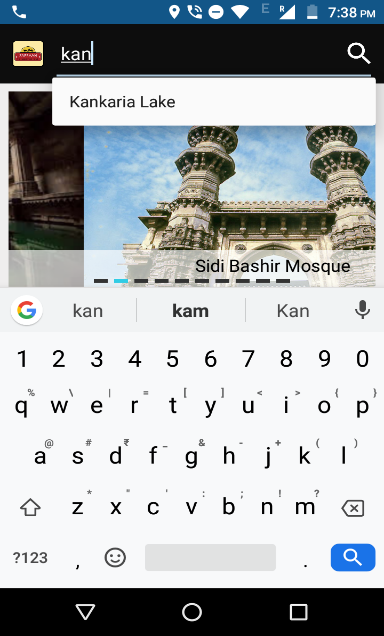 E R 7:38 PM
kan
Kankaria Lake
Sidi Bashir Mosque
G kan kam Kan
1 2 3 4 5 6 7 8 9 0
% \ | = [ ] < > { }
q w e r t y u i o p
@ # ₹ _ & - + ( )
a s d f g h j k l
* " ' : ; ! ?
z x c v b n m
?123 , .